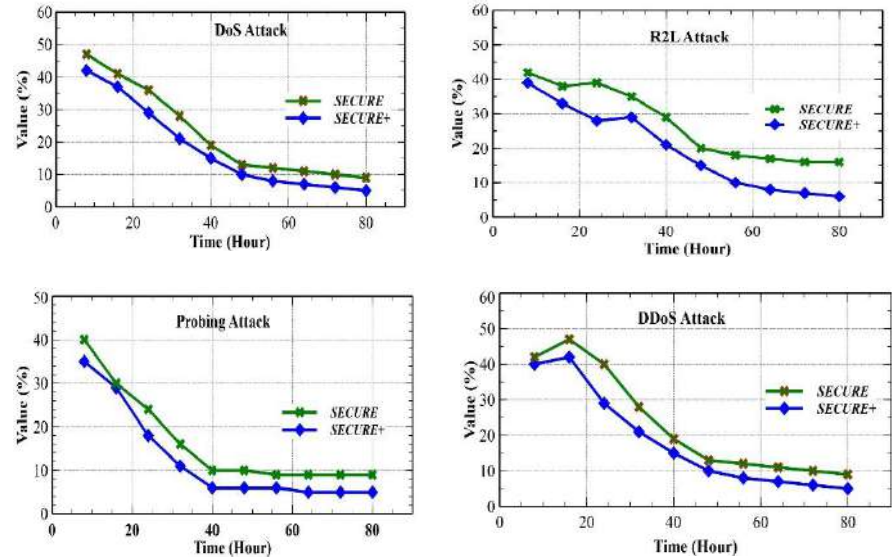 DoS Attack
Value (%)
60
50
40
30
20
10
0
SECURE
SECURE+
0 20 40 60 80
Time (Hour)
R2L Attack
Value (%)
60
50
40
30
20
10
0
SECURE
SECURE+
0 20 40 60 80
Time (Hour)
Probing Attack
Value (%)
50
40
30
20
10
0
SECURE
SECURE+
0 20 40 60 80
Time (Hour)
DDoS Attack
Value (%)
60
50
40
30
20
10
0
SECURE
SECURE+
0 20 40 60 80
Time (Hour)